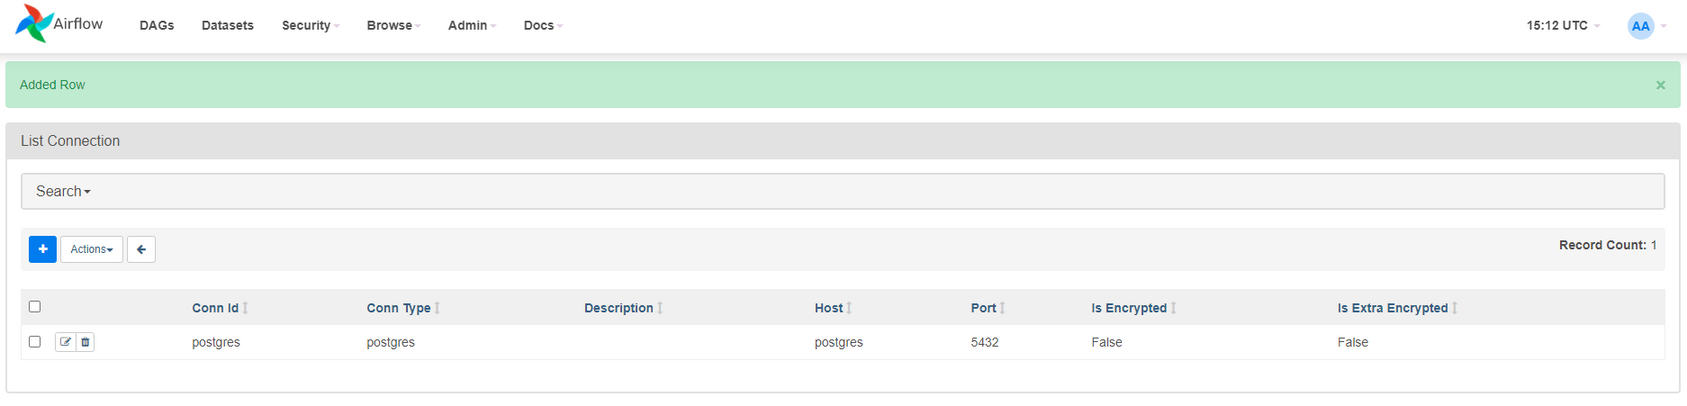 Airflow DAGs Datasets Security Browse Admin Docs 15:12 UTC AA
Added Row ×
List Connection
Search
+ Actions Record Count: 1
Conn Id Conn Type Description Host Port Is Encrypted Is Extra Encrypted
postgres postgres postgres 5432 False False